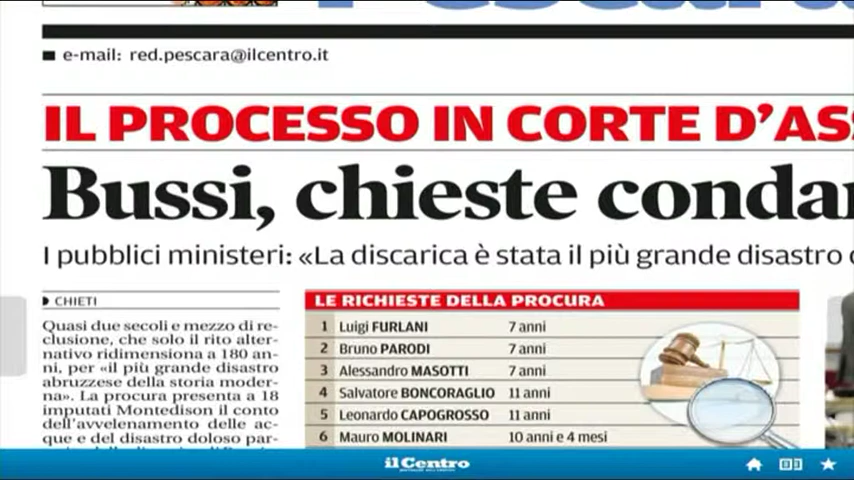 e-mail: red.pescara@ilcentro.it
IL PROCESSO IN CORTE D'AS
Bussi, chieste condan
I pubblici ministeri: «La discarica è stata il più grande disastro
CHIETI
Quasi due secoli e mezzo di re-
clusione, che solo il rito alter-
nativo ridimensiona a 180 an-
ni, per «il più grande disastro
abruzzese della storia moder-
na». La procura presenta a 18
imputati Montedison il conto
dell'avvelenamento delle ac-
que e del disastro doloso par-
LE RICHIESTE DELLA PROCURA
1 Luigi FURLANI 7 anni
2 Bruno PARODI 7 anni
3 Alessandro MASOTTI 7 anni
4 Salvatore BONCORAGLIO 11 anni
5 Leonardo CAPOGROSSO 11 anni
6 Mauro MOLINARI 10 anni e 4 mesi
il Centro